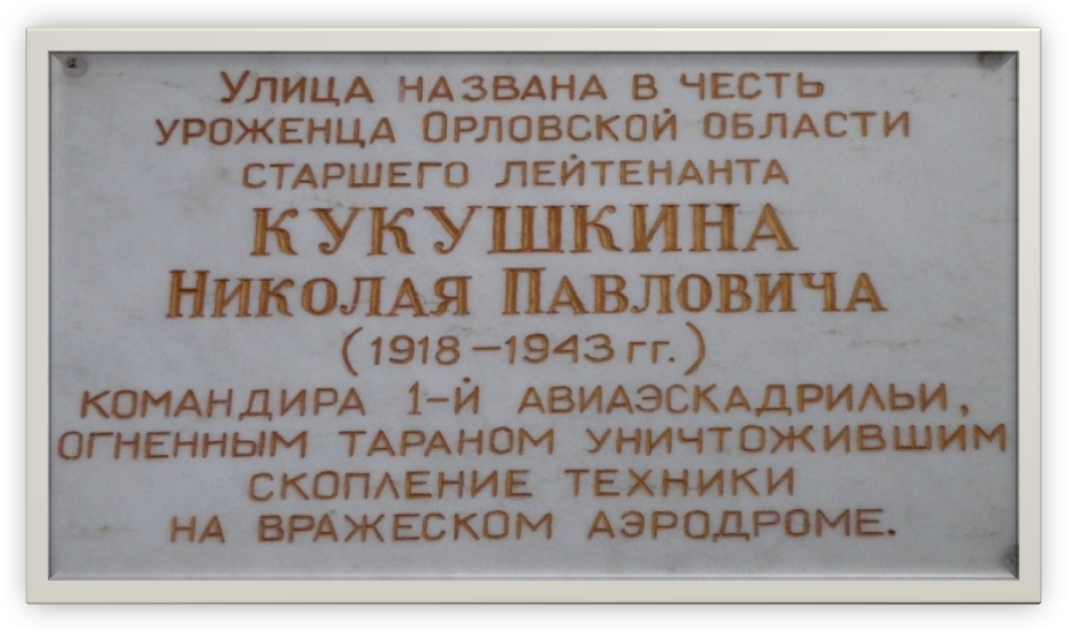 Улица названа в честь
уроженца Орловской области
старшего лейтенанта
КУКУШКИНА
Николая Павловича
(1918 – 1943 гг.)
командира 1-й авиаэскадрильи,
огненным тараном уничтожившим
скопление техники
на вражеском аэродроме.